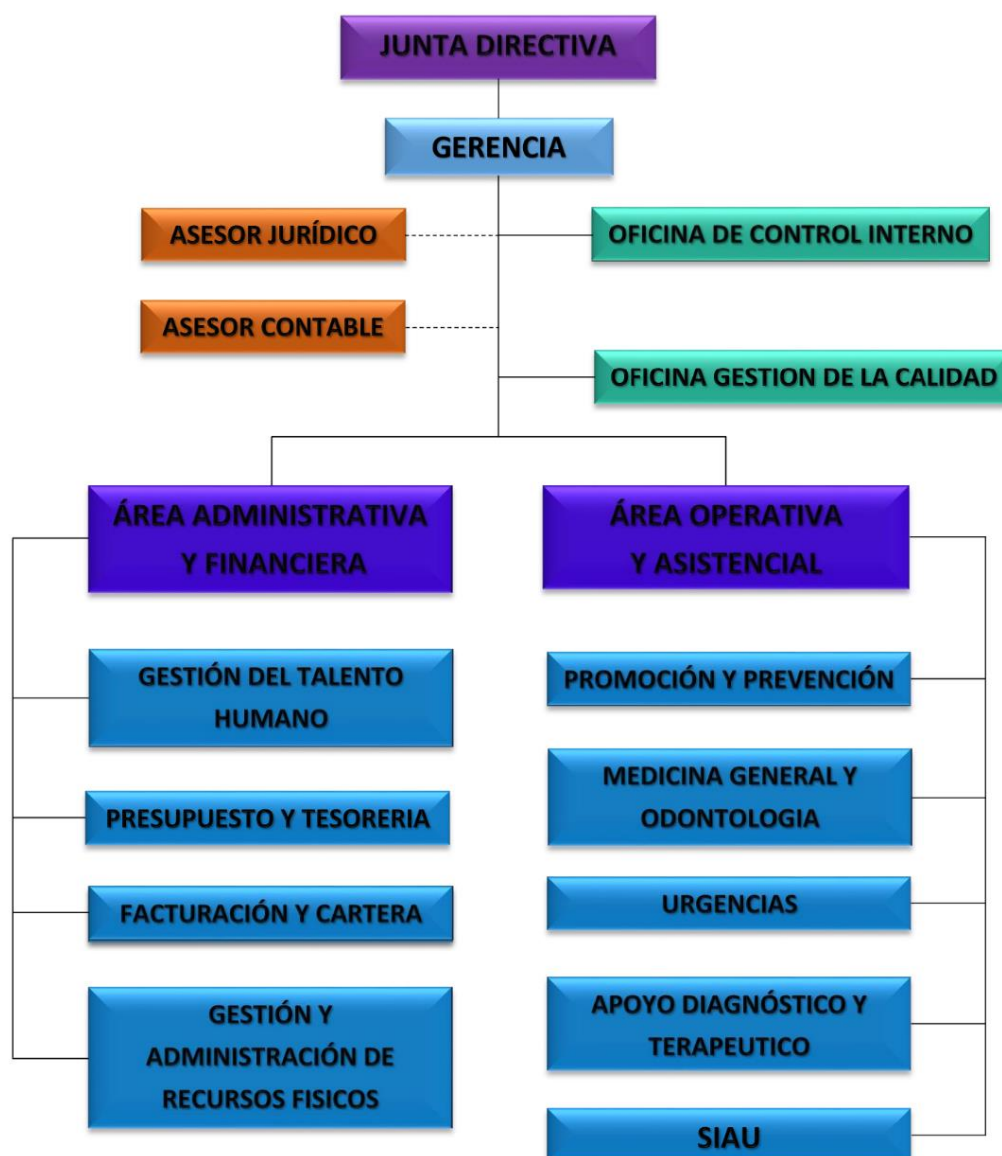 JUNTA DIRECTIVA
GERENCIA
ASESOR JURÍDICO
OFICINA DE CONTROL INTERNO
ASESOR CONTABLE
OFICINA GESTION DE LA CALIDAD
ÁREA ADMINISTRATIVA
Y FINANCIERA
ÁREA OPERATIVA
Y ASISTENCIAL
GESTIÓN DEL TALENTO
HUMANO
PRESUPUESTO Y TESORERIA
FACTURACIÓN Y CARTERA
GESTIÓN Y
ADMINISTRACIÓN DE
RECURSOS FISICOS
PROMOCIÓN Y PREVENCIÓN
MEDICINA GENERAL Y
ODONTOLOGIA
URGENCIAS
APOYO DIAGNÓSTICO Y
TERAPEUTICO
SIAU